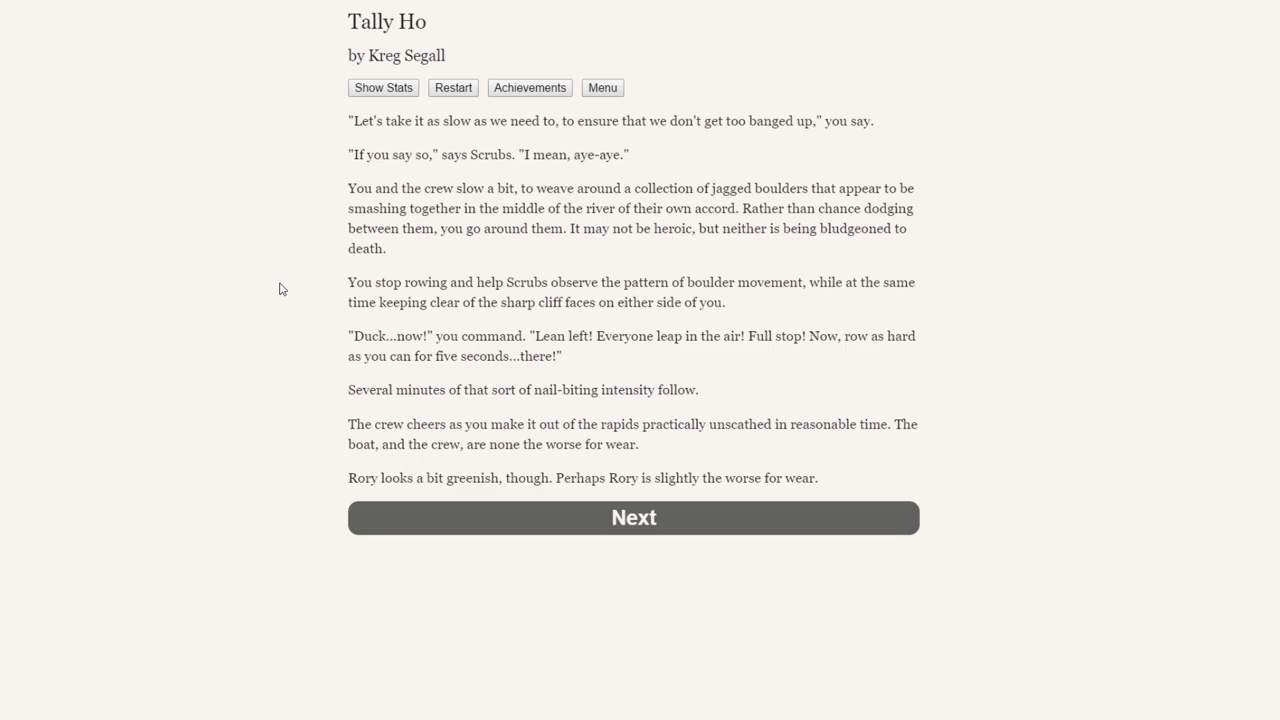 Tally Ho
by Kreg Segall
Show Stats Restart Achievements Menu
"Let's take it as slow as we need to, to ensure that we don't get too banged up," you say.
"If you say so," says Scrubs. "I mean, aye-aye."
You and the crew slow a bit, to weave around a collection of jagged boulders that appear to be
smashing together in the middle of the river of their own accord. Rather than chance dodging
between them, you go around them. It may not be heroic, but neither is being bludgeoned to
death.
You stop rowing and help Scrubs observe the pattern of boulder movement, while at the same
time keeping clear of the sharp cliff faces on either side of you.
"Duck...now!" you command. "Lean left! Everyone leap in the air! Full stop! Now, row as hard
as you can for five seconds...there!"
Several minutes of that sort of nail-biting intensity follow.
The crew cheers as you make it out of the rapids practically unscathed in reasonable time. The
boat, and the crew, are none the worse for wear.
Rory looks a bit greenish, though. Perhaps Rory is slightly the worse for wear.
Next